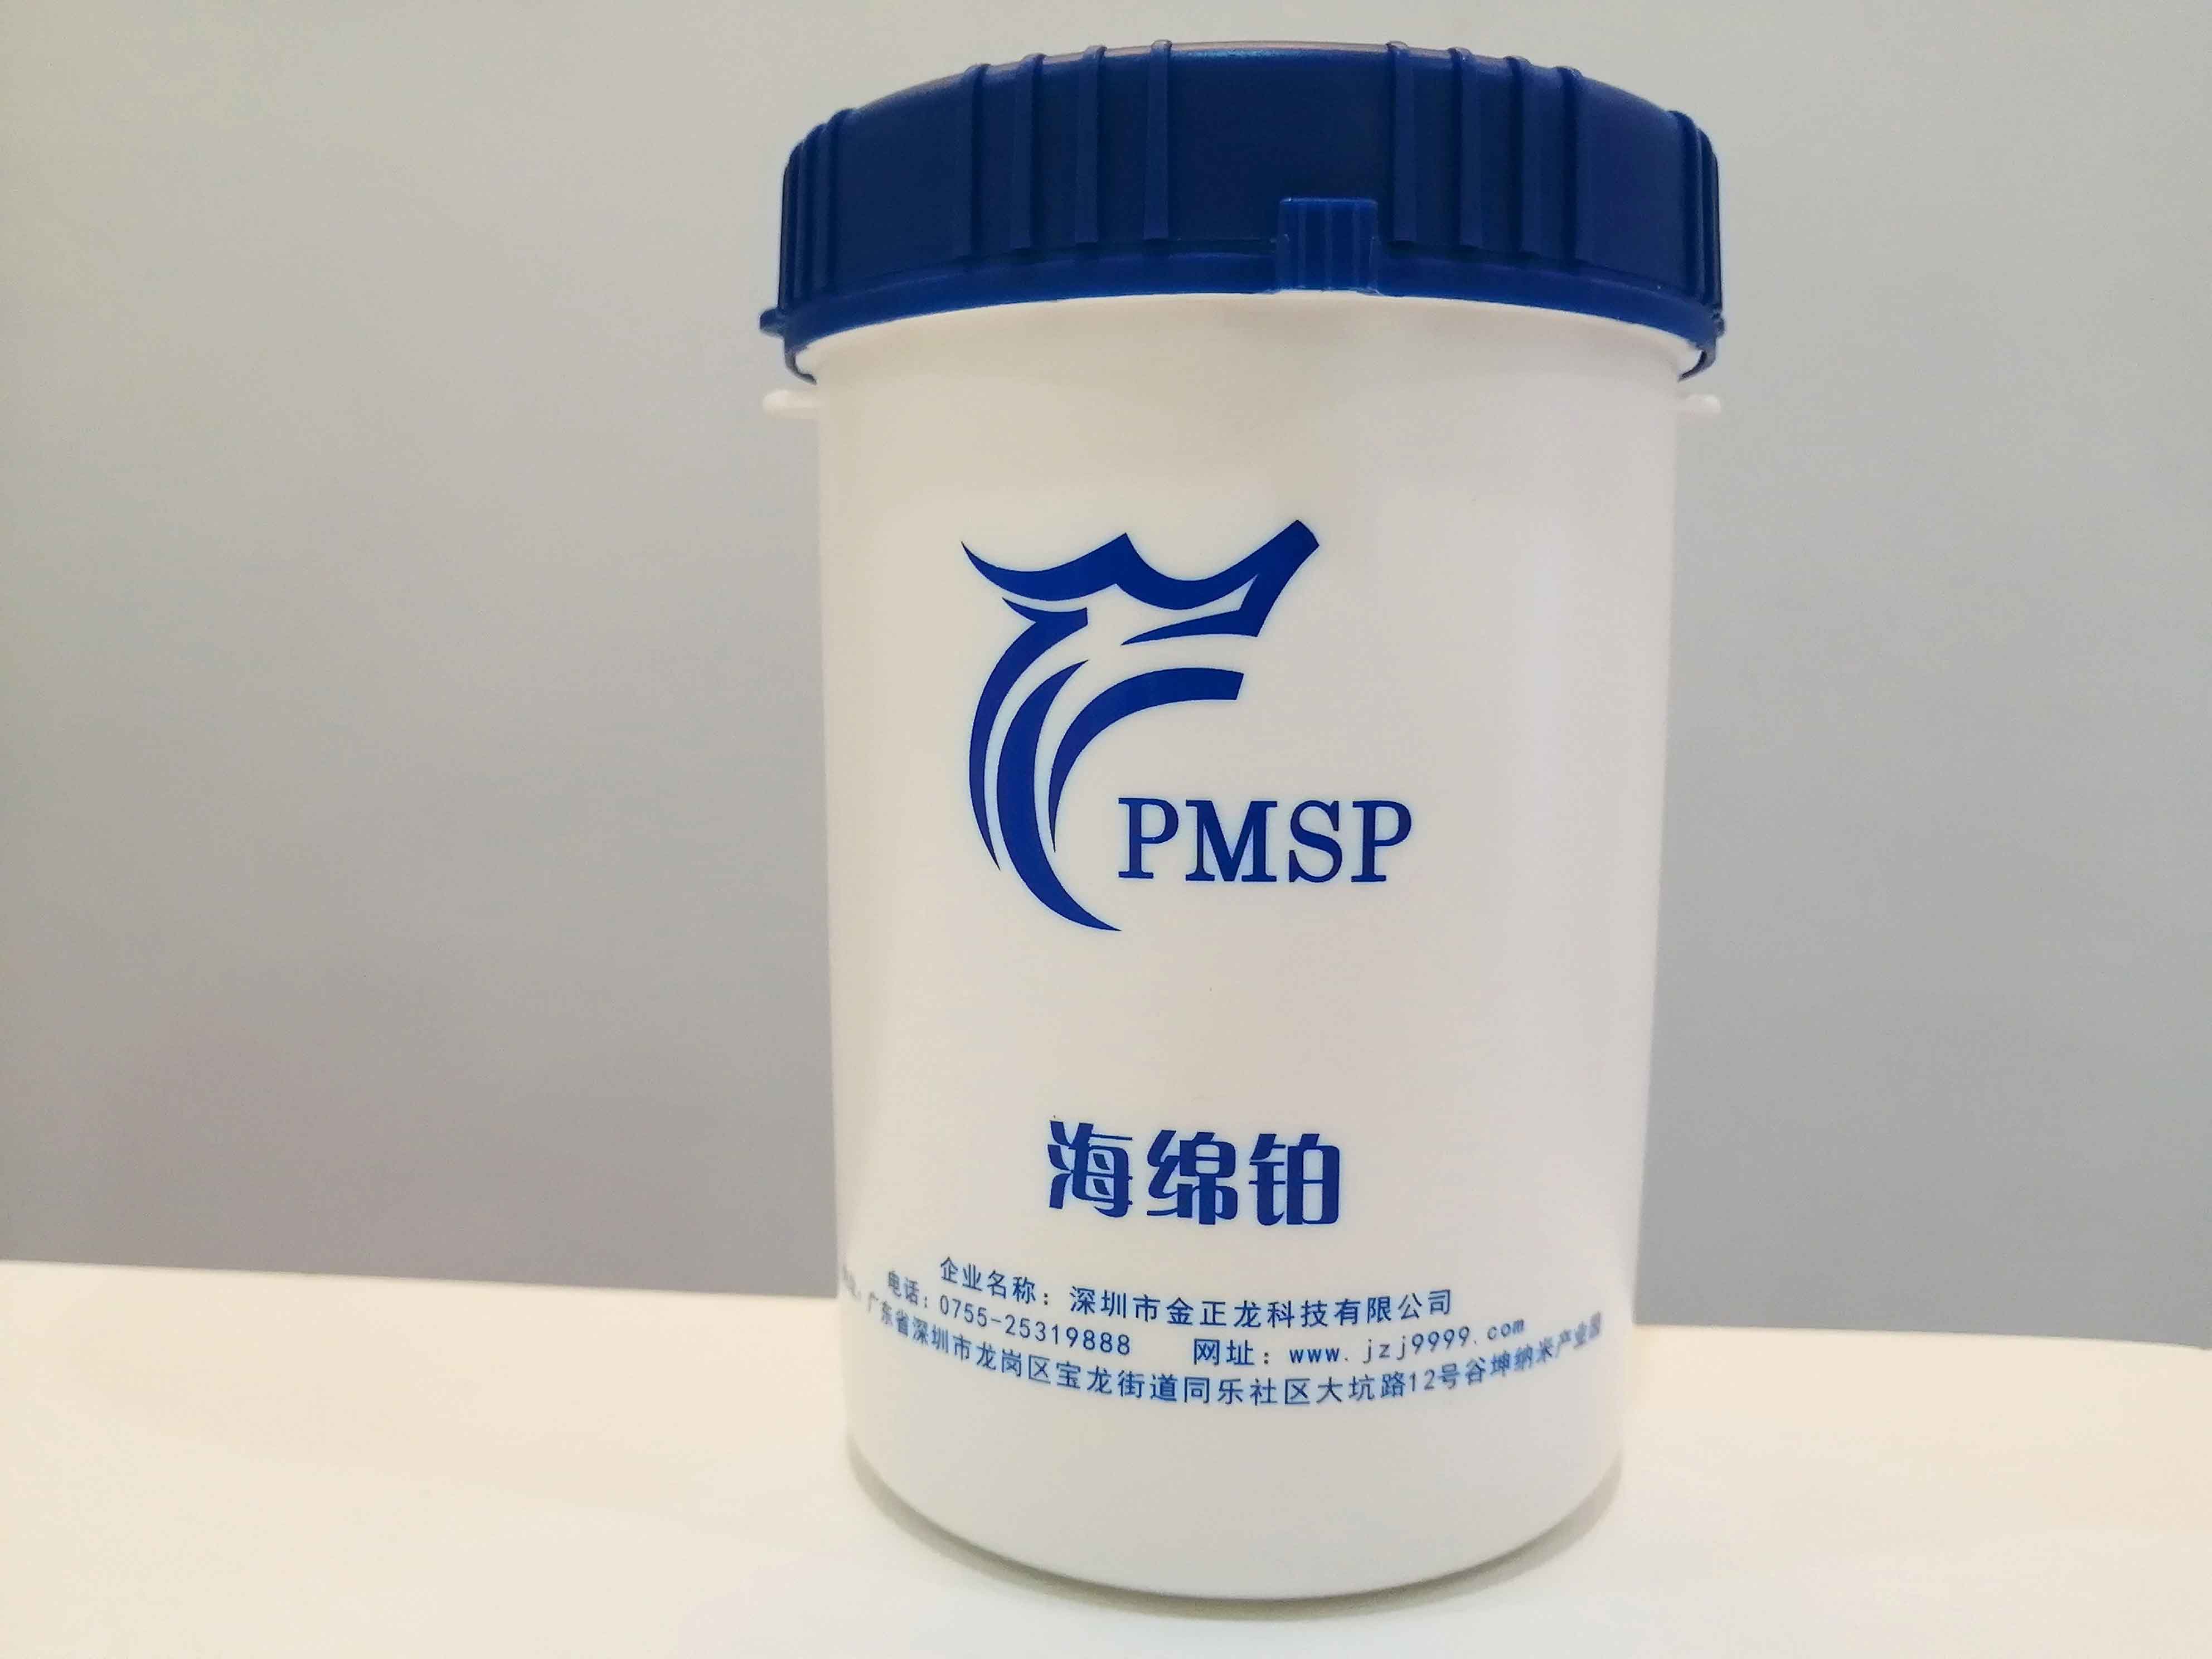 PMSP
海绵铂
企业名称：深圳市金正龙科技有限公司
电话：0755-25319888 网址：www.jzj9999.com
广东省深圳市龙岗区宝龙街道同乐社区大坑路12号谷坤纳米产业园